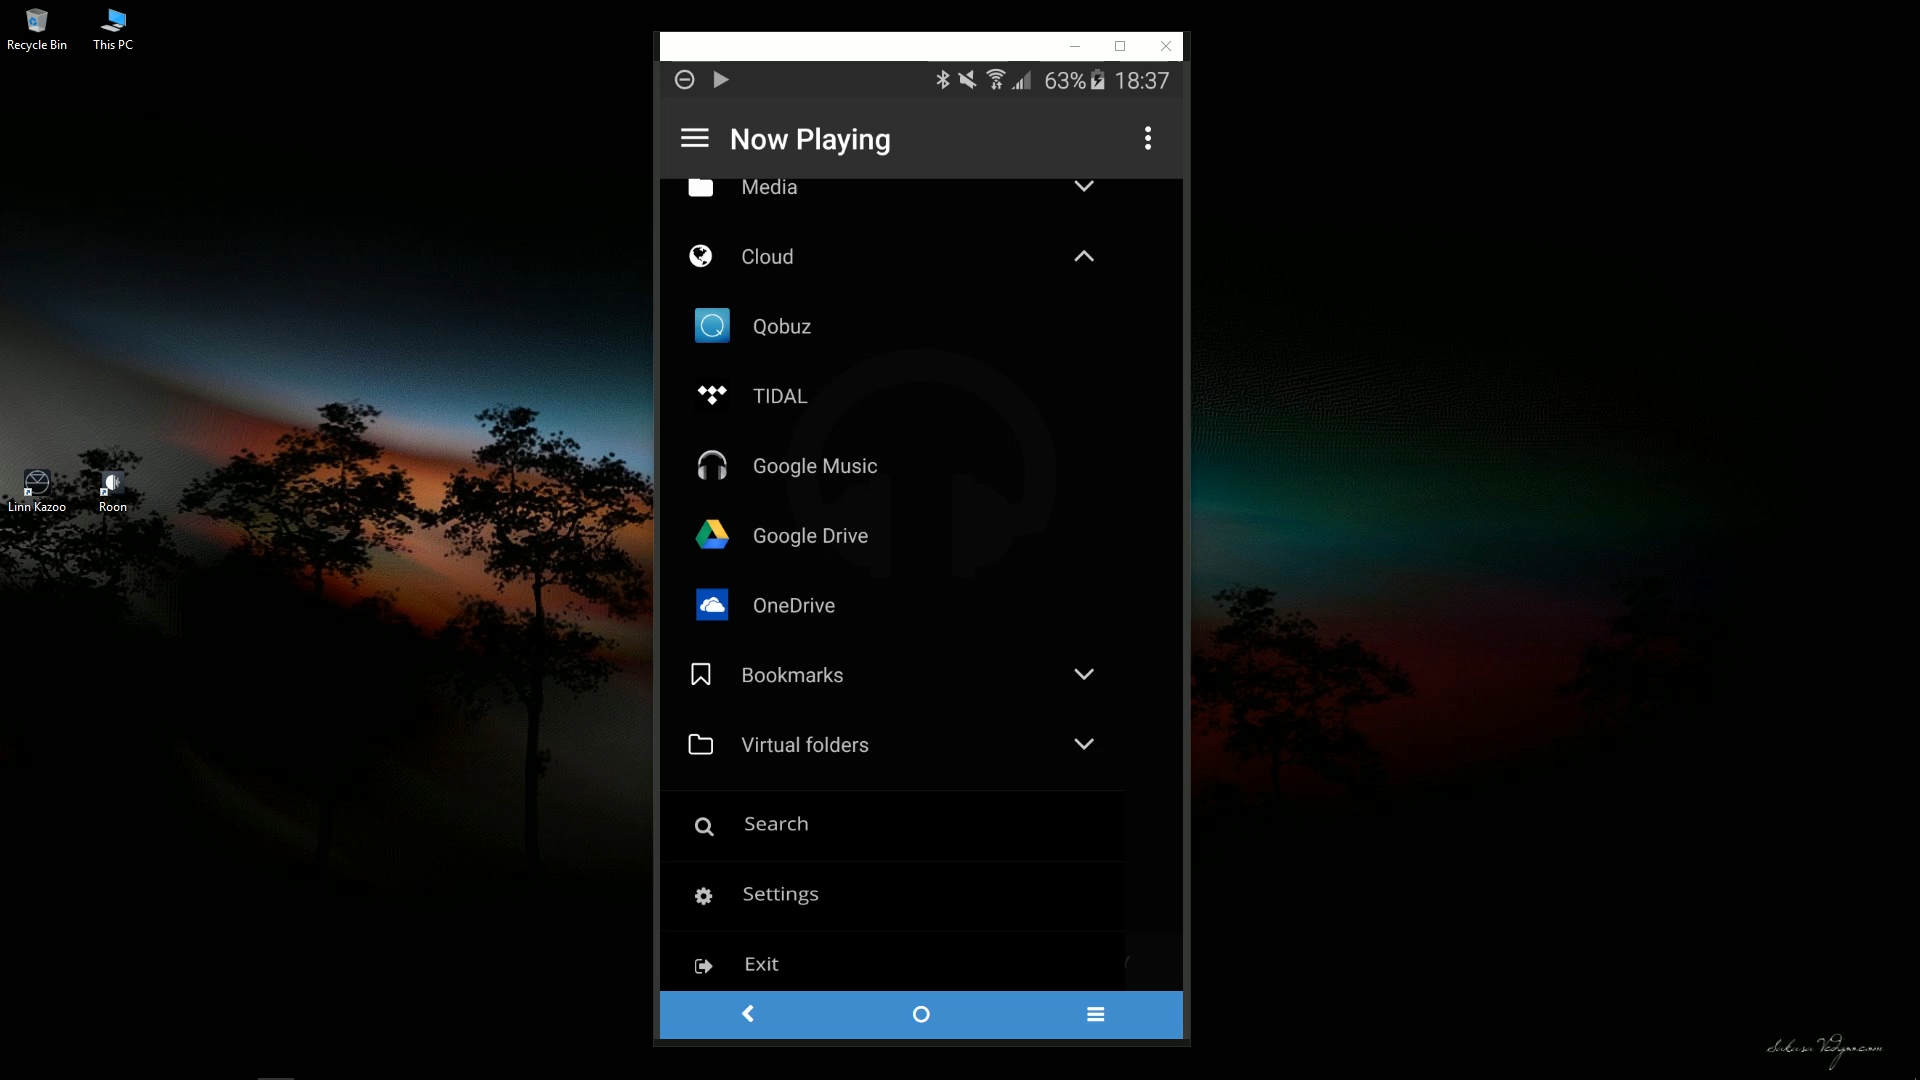 Recycle Bin
This PC
63%
18:37
Now Playing
Media
Cloud
Qobuz
TIDAL
Google Music
Google Drive
OneDrive
Bookmarks
Virtual folders
Search
Settings
Exit
Linn Kazoo
Roon